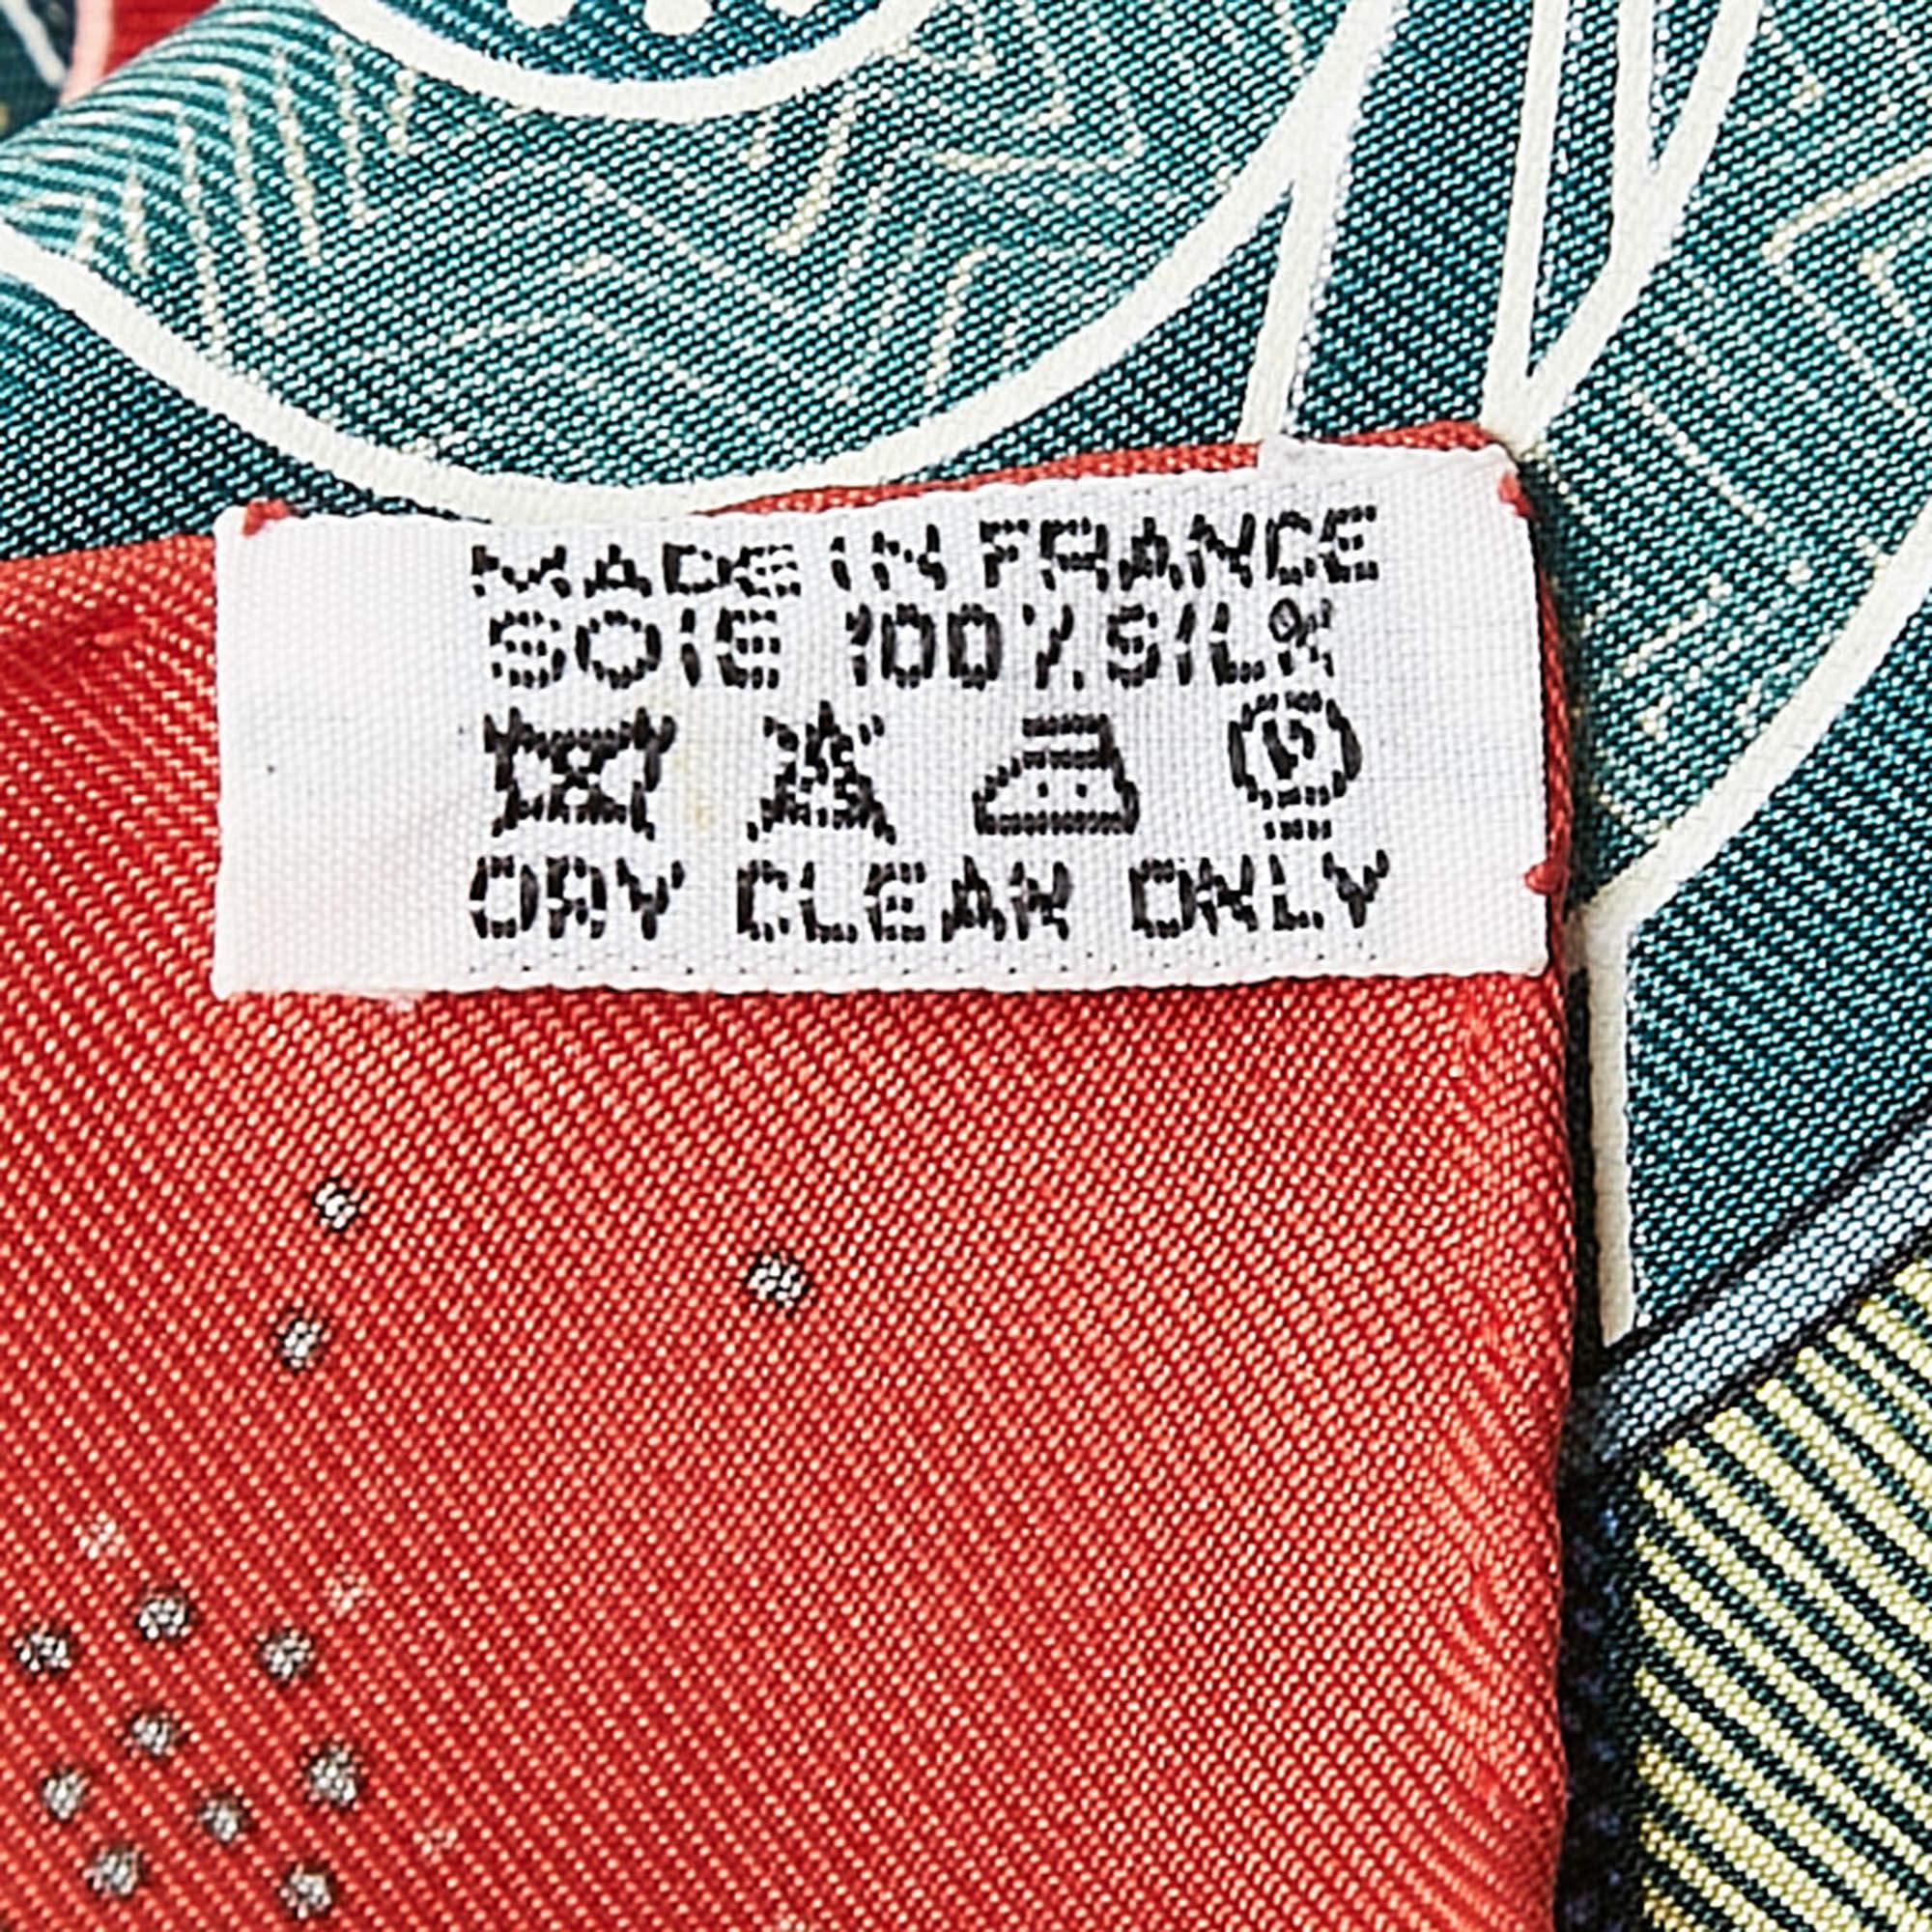 MADE IN FRANCE
SOIE 100% SILK
DRY CLEAN ONLY